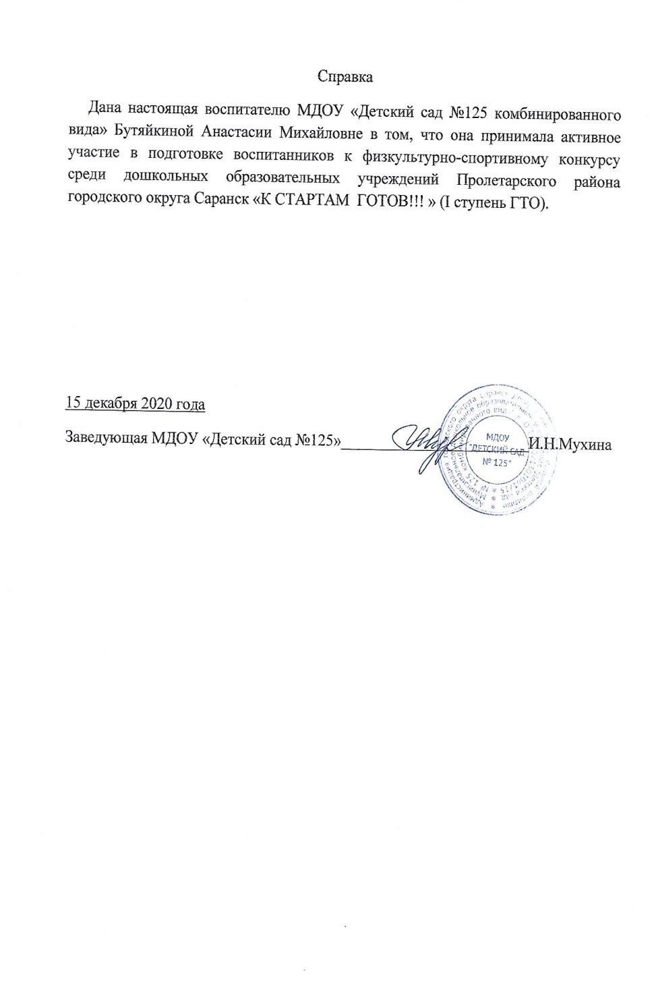 Справка
Дана настоящая воспитателю МДОУ «Детский сад №125 комбинированного
вида» Бутяйкиной Анастасии Михайловне в том, что она принимала активное
участие в подготовке воспитанников к физкультурно-спортивному конкурсу
среди дошкольных образовательных учреждений Пролетарского района
городского округа Саранск «К СТАРТАМ  ГОТОВ!!! » (I ступень ГТО).
15 декабря 2020 года
Заведующая МДОУ «Детский сад №125» И.Н.Мухина
МДОУ
"ДЕТСКИЙ САД
№ 125"